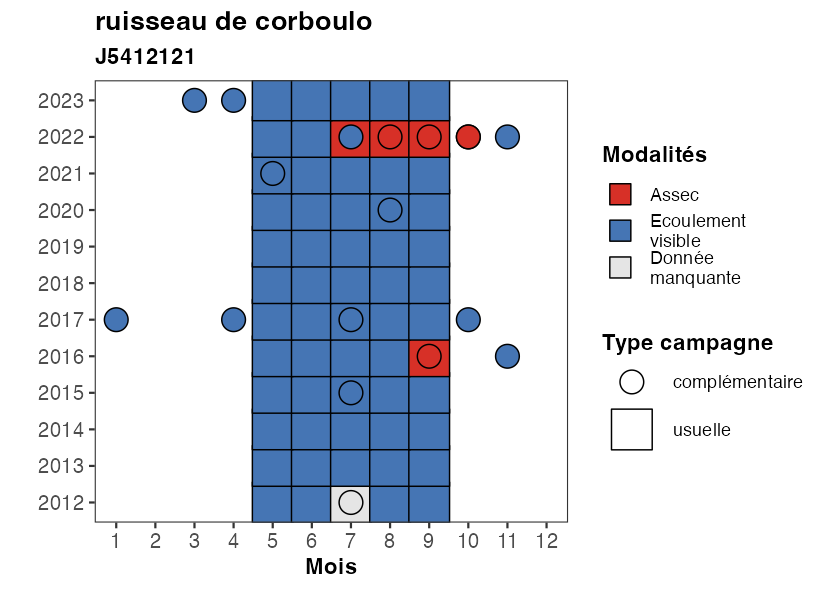 ruisseau de corboulo
J5412121
2023
2022
2021
2020
2019
2018
2017
2016
2015
2014
2013
2012
1 2 3 4 5 6 7 8 9 10 11 12
Mois
Modalités
Assec
Ecoulement
visible
Donnée
manquante
Type campagne
complémentaire
usuelle